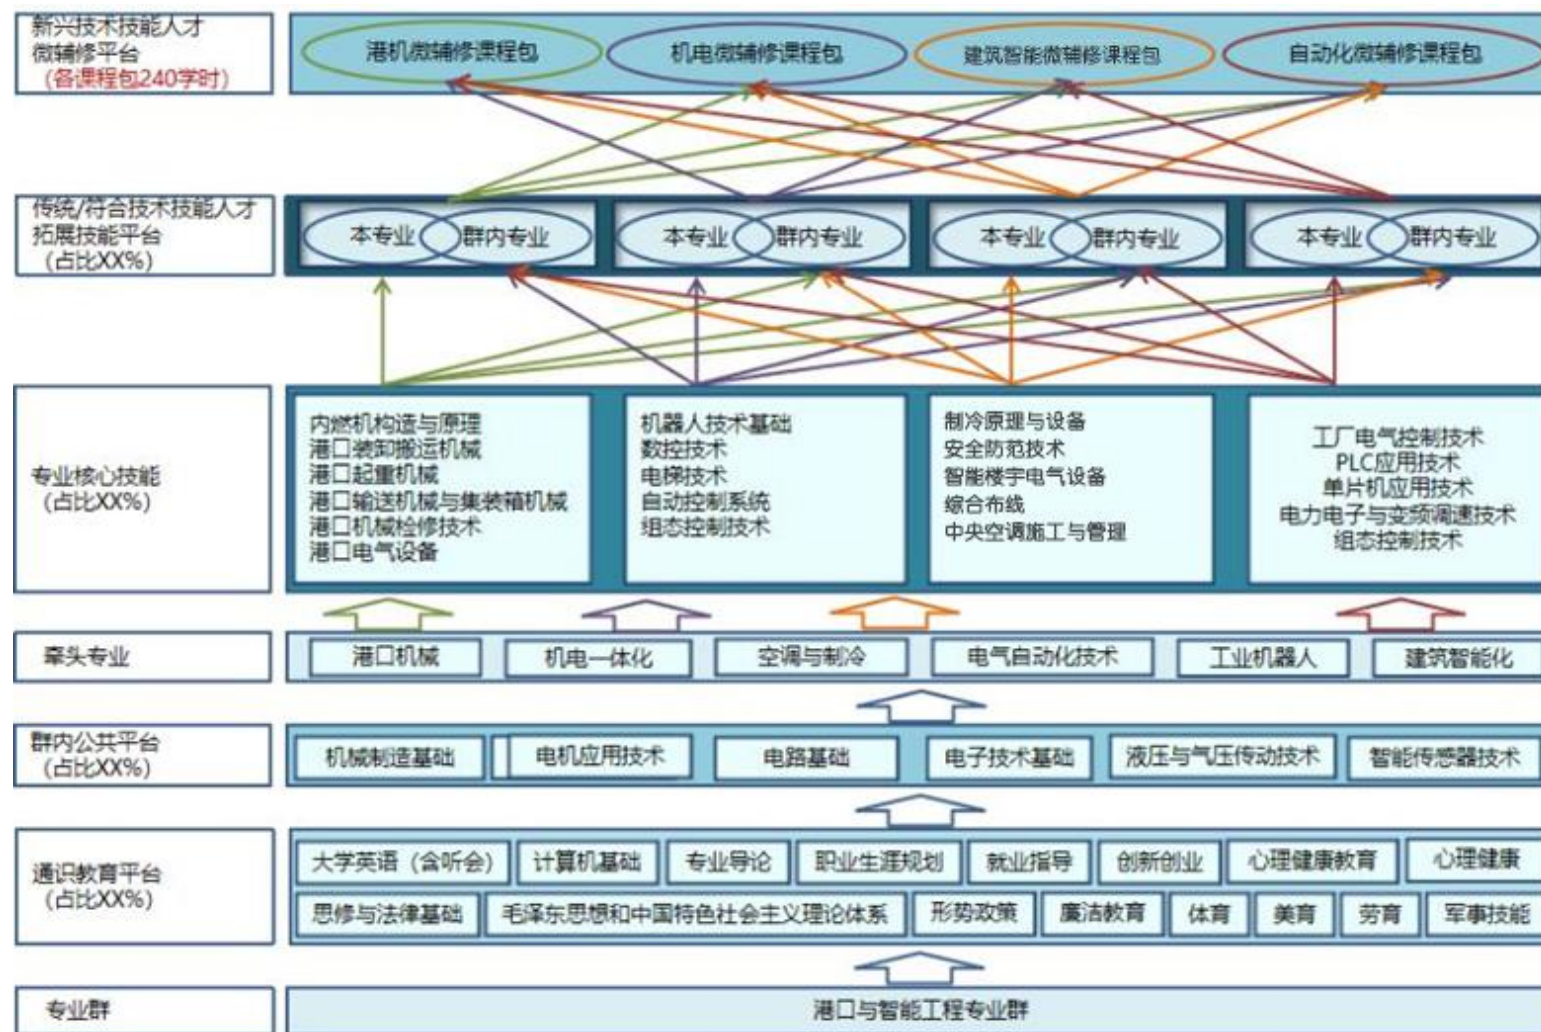 新兴技术技能人才
微辅修平台
（各课程包240学时）
港机微辅修课程包
机电微辅修课程包
建筑智能微辅修课程包
自动化微辅修课程包
传统/符合技术技能人才
拓展技能平台
（占比XX%）
本专业
群内专业
本专业
群内专业
本专业
群内专业
本专业
群内专业
专业核心技能
（占比XX%）
内燃机构造与原理
港口装卸搬运机械
港口起重机械
港口输送机械与集装箱机械
港口机械检修技术
港口电气设备
机器人技术基础
数控技术
电梯技术
自动控制系统
组态控制技术
制冷原理与设备
安全防范技术
智能楼宇电气设备
综合布线
中央空调施工与管理
工厂电气控制技术
PLC应用技术
单片机应用技术
电力电子与变频调速技术
组态控制技术
牵头专业
港口机械
机电一体化
空调与制冷
电气自动化技术
工业机器人
建筑智能化
群内公共平台
（占比XX%）
机械制造基础
电机应用技术
电路基础
电子技术基础
液压与气压传动技术
智能传感器技术
通识教育平台
（占比XX%）
大学英语（含听会）
计算机基础
专业导论
职业生涯规划
就业指导
创新创业
心理健康教育
心理健康
思修与法律基础
毛泽东思想和中国特色社会主义理论体系
形势政策
廉洁教育
体育
美育
劳育
军事技能
专业群
港口与智能工程专业群